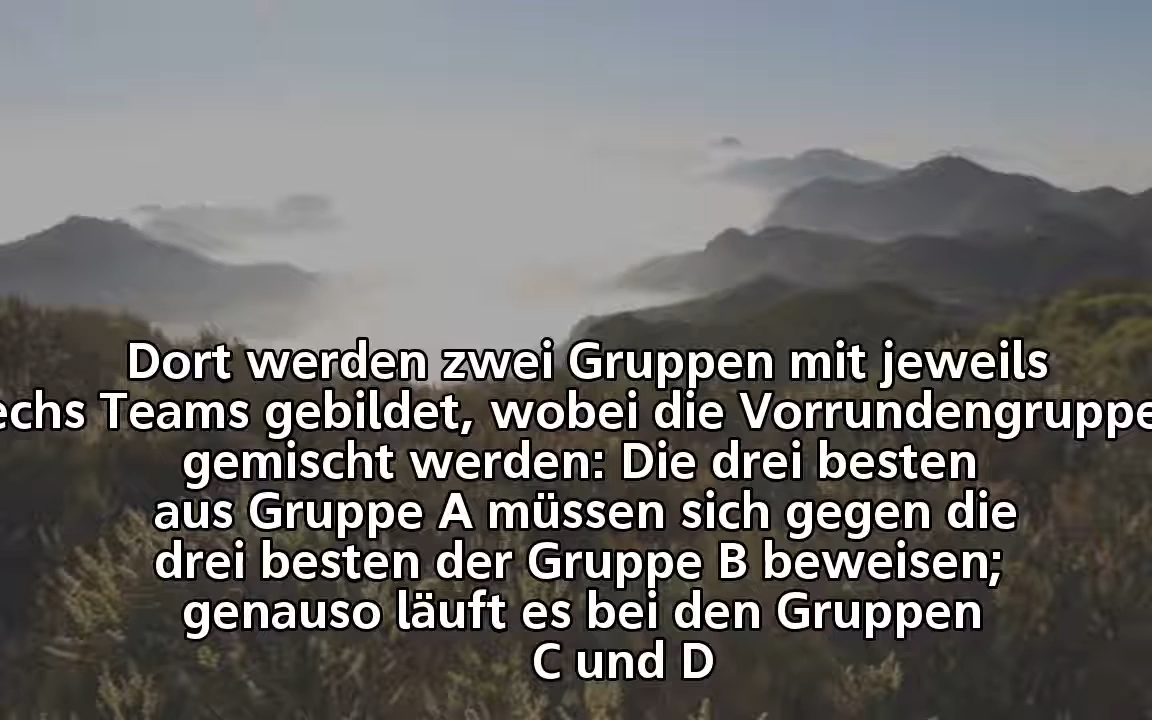 Dort werden zwei Gruppen mit jeweils
echs Teams gebildet, wobei die Vorrundengruppe
gemischt werden: Die drei besten
aus Gruppe A müssen sich gegen die
drei besten der Gruppe B beweisen;
genauso läuft es bei den Gruppen
C und D